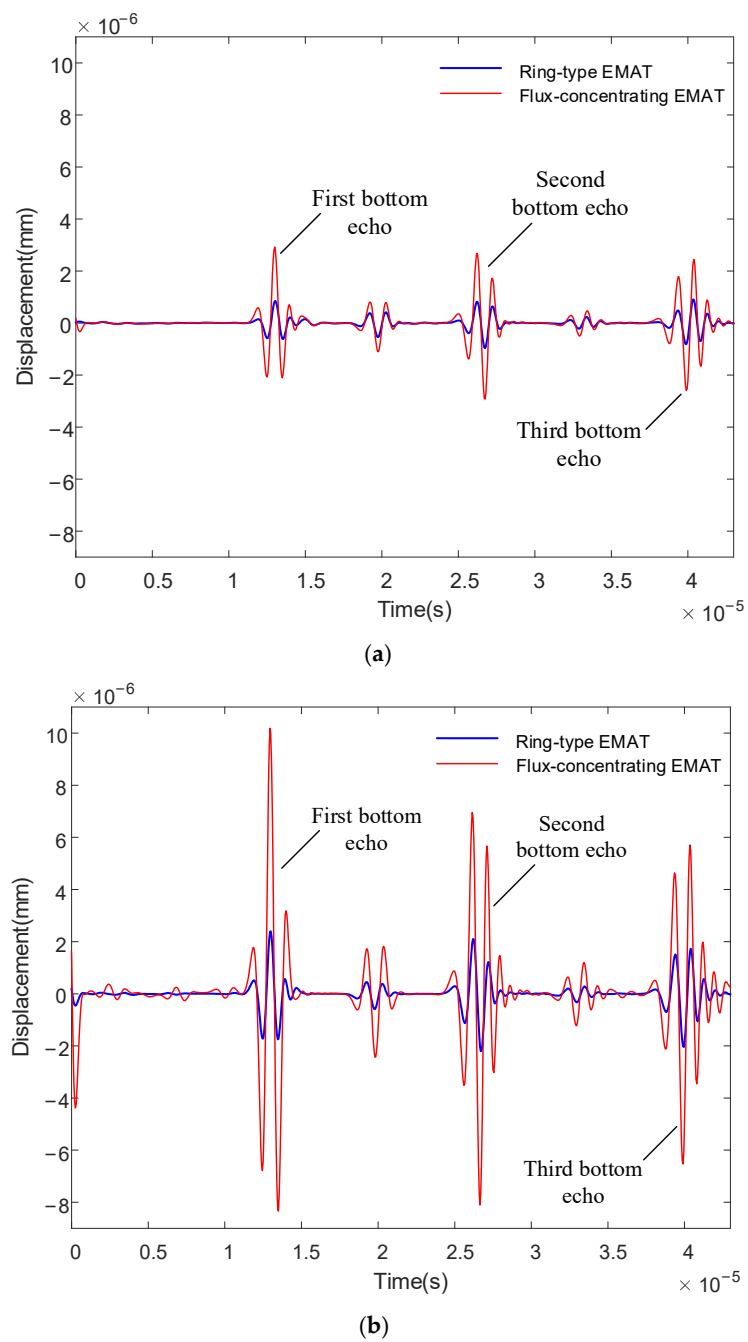 × 10−6
10
8
6
4
2
0
−2
−4
−6
−8
Displacement(mm)
Ring-type EMAT
Flux-concentrating EMAT
First bottom
echo
Second
bottom echo
Third bottom
echo
0 0.5 1 1.5 2 2.5 3 3.5 4
Time(s)
× 10−5
(a)
× 10−6
10
8
6
4
2
0
−2
−4
−6
−8
Displacement(mm)
Ring-type EMAT
Flux-concentrating EMAT
First bottom
echo
Second
bottom echo
Third bottom
echo
0 0.5 1 1.5 2 2.5 3 3.5 4
Time(s)
× 10−5
(b)